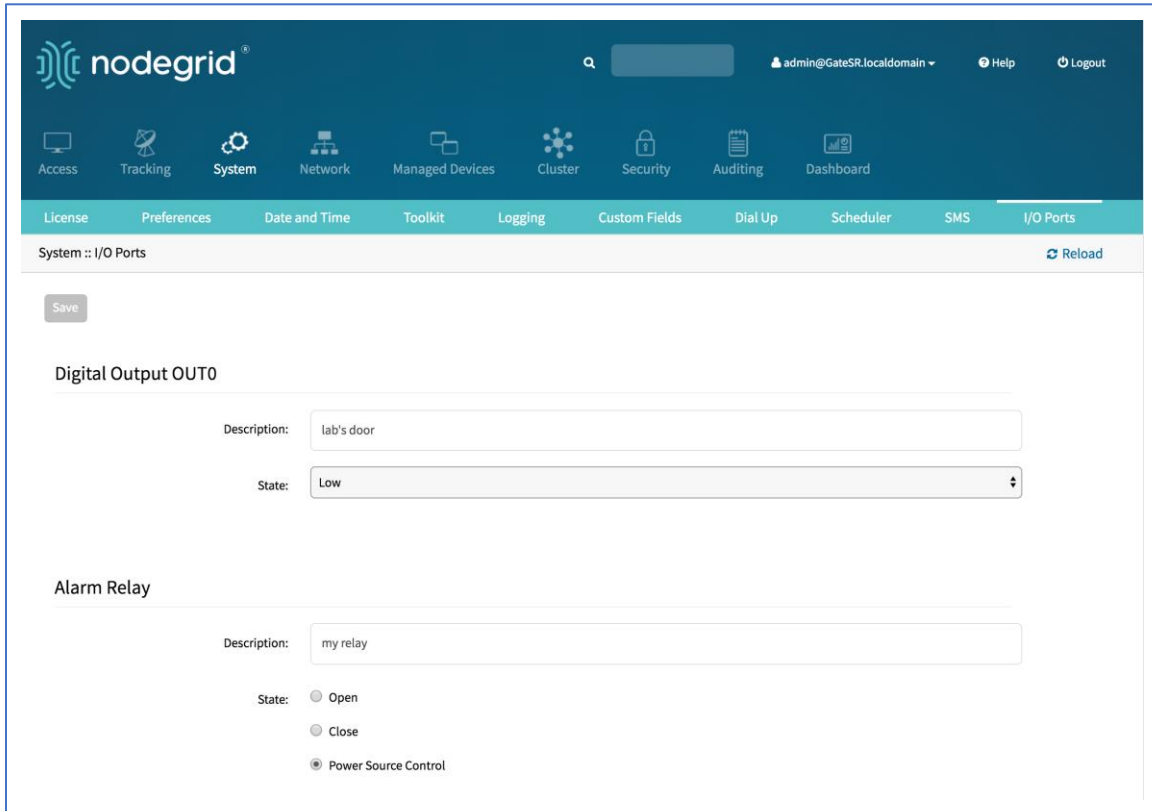 nodegrid®
admin@GateSR.localdomain Help Logout
Access Tracking System Network Managed Devices Cluster Security Auditing Dashboard
License Preferences Date and Time Toolkit Logging Custom Fields Dial Up Scheduler SMS I/O Ports
System :: I/O Ports Reload
Save
Digital Output OUT0
Description: lab's door
State: Low
Alarm Relay
Description: my relay
State: Open
Close
Power Source Control